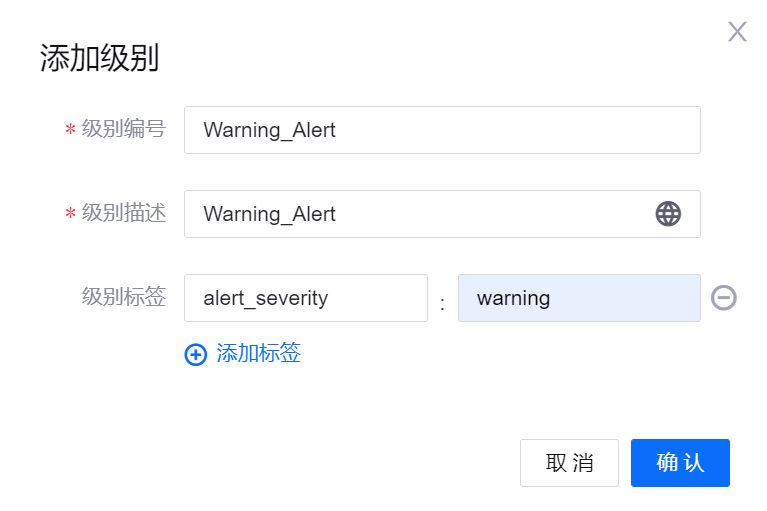 添加级别
* 级别编号 Warning_Alert
* 级别描述 Warning_Alert
级别标签 alert_severity : warning
添加标签
取消 确认